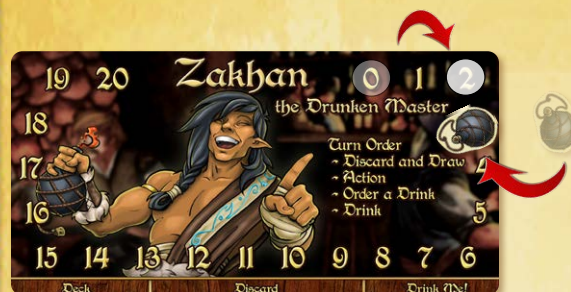 19 20 Zakhan 0 1 2
the Drunken Master
18
Turn Order
~ Discard and Draw
17 4
~ Action
~ Order a Drink
16 5
~ Drink
15 14 13 12 11 10 9 8 7 6
Deck Discard Drink Me!